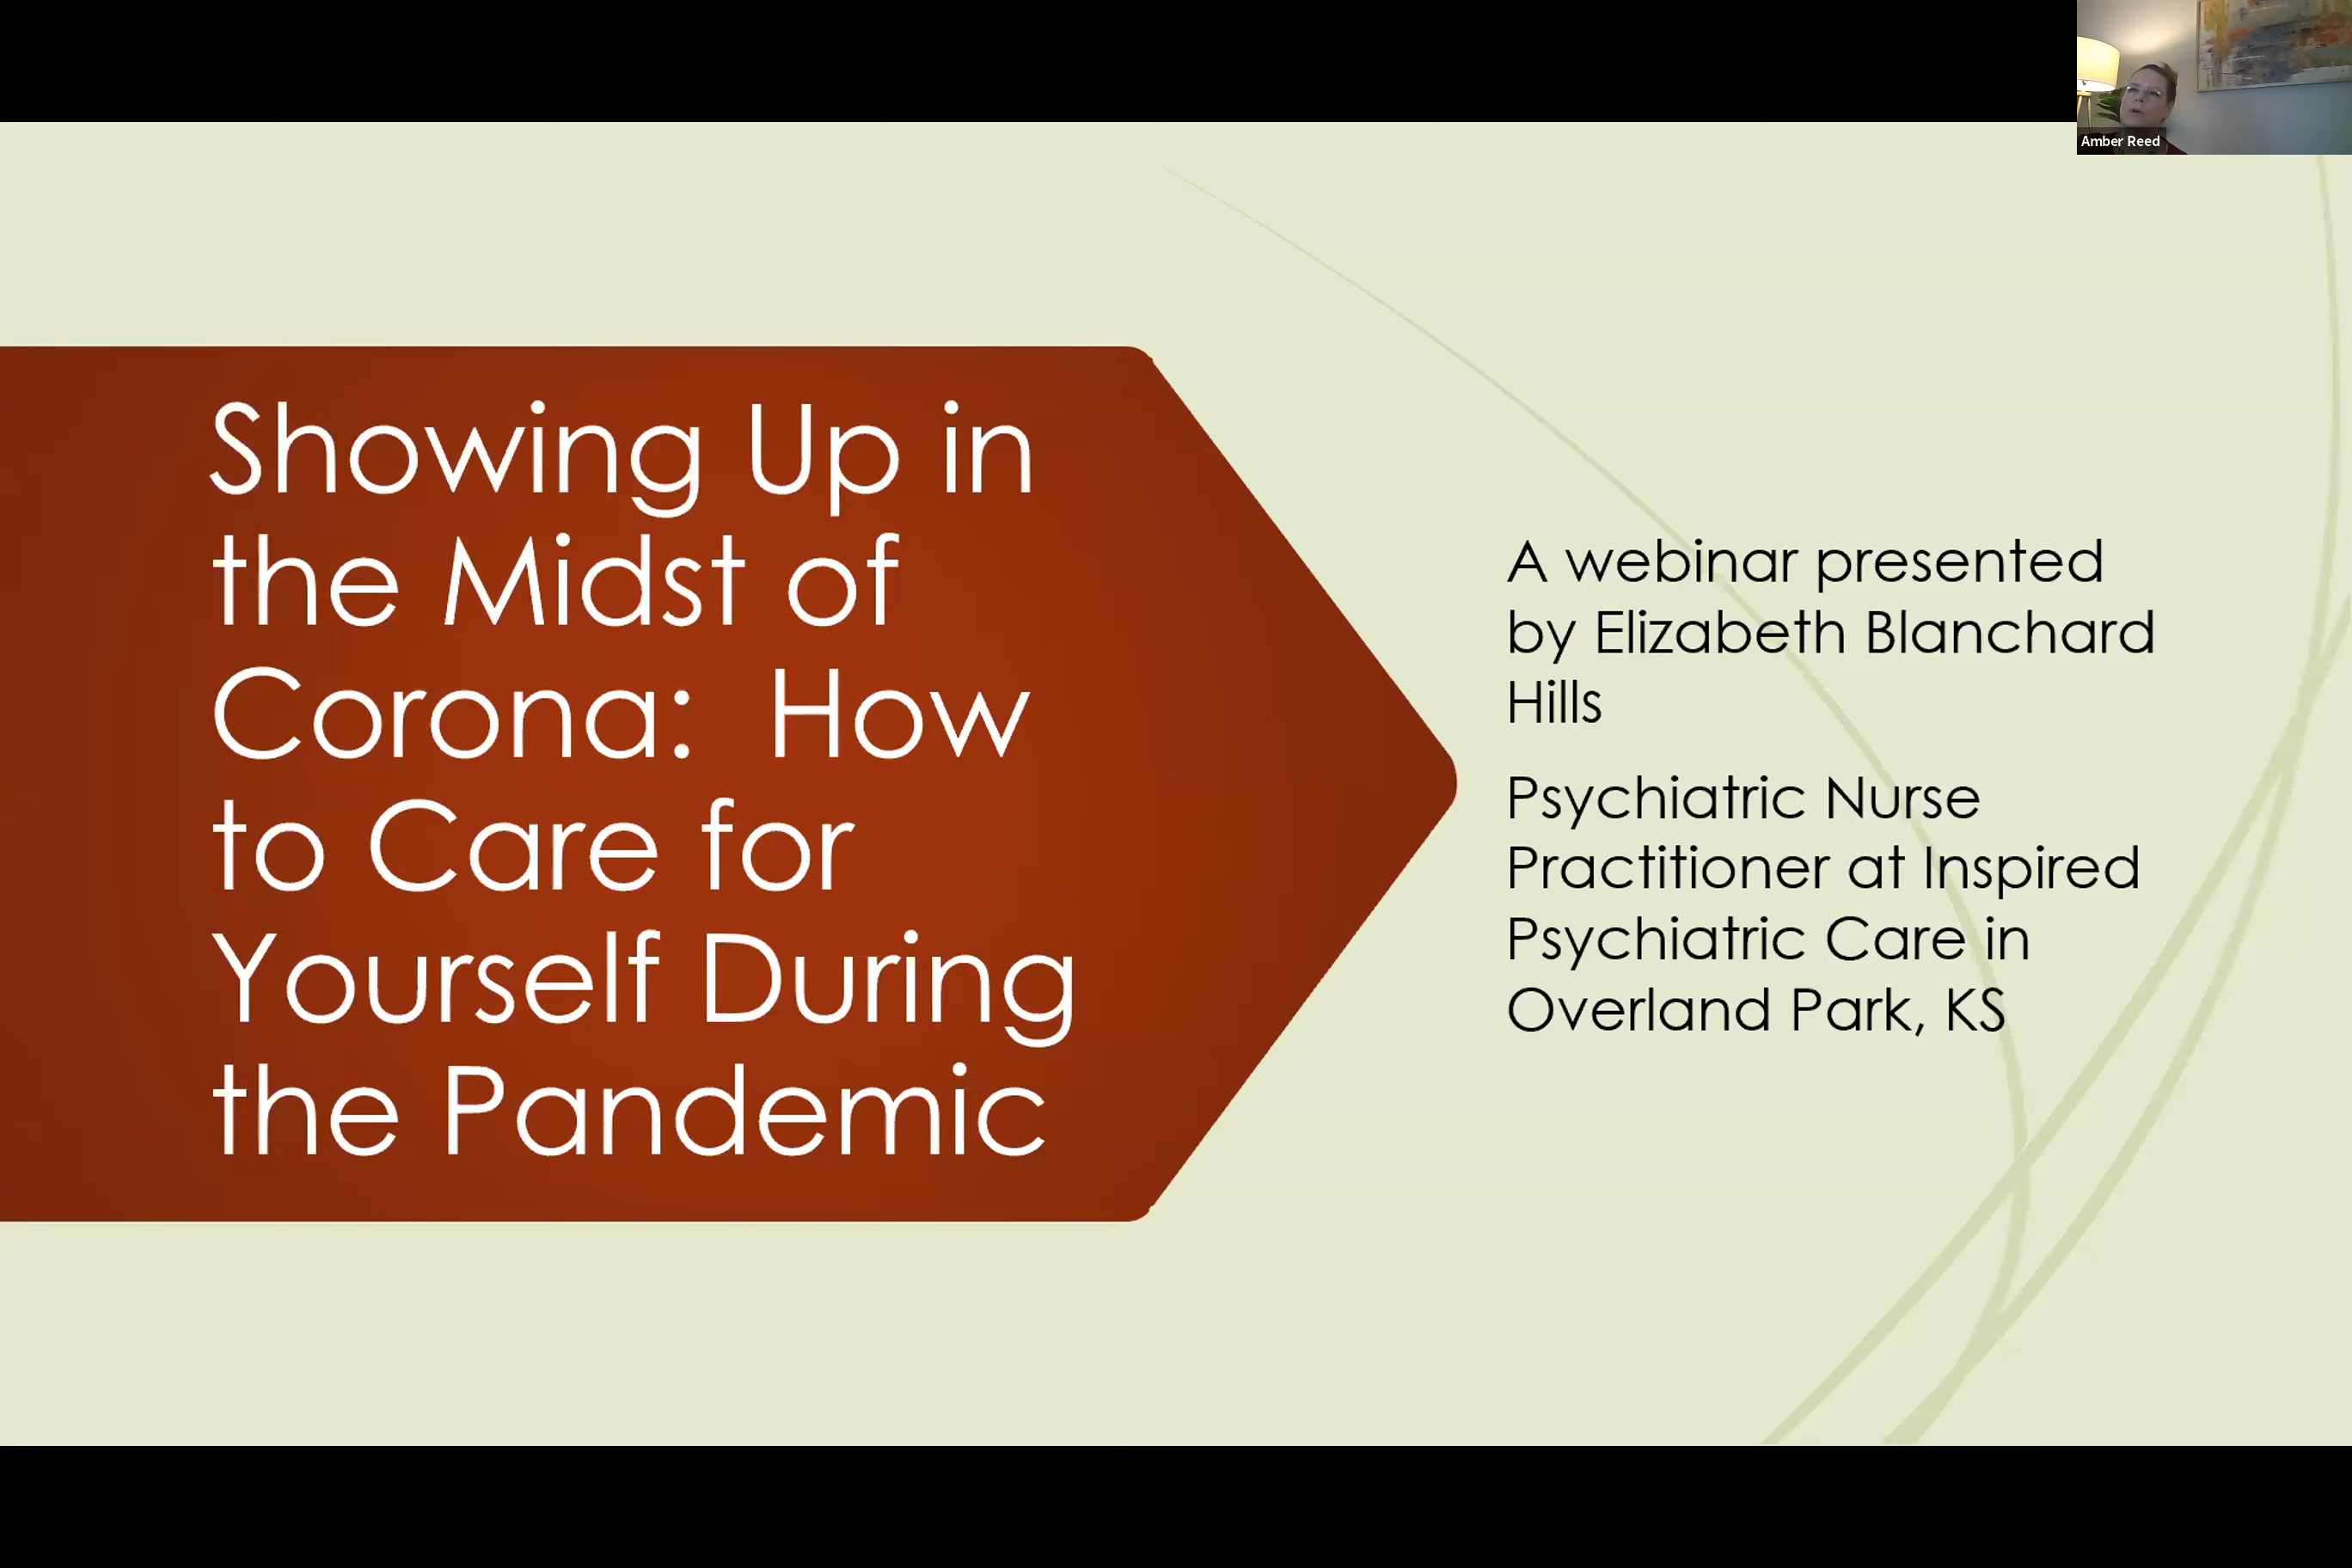 Amber Reed
Showing Up in
the Midst of
Corona:  How
to Care for
Yourself During
the Pandemic
A webinar presented
by Elizabeth Blanchard
Hills
Psychiatric Nurse
Practitioner at Inspired
Psychiatric Care in
Overland Park, KS